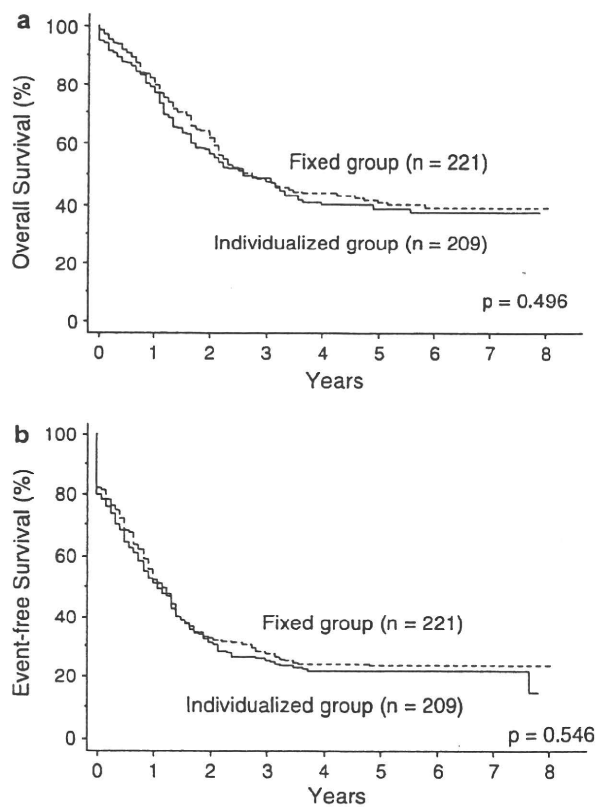 a
Overall Survival (%)
100
80
60
40
20
0
Fixed group (n = 221)
Individualized group (n = 209)
p = 0.496
0 1 2 3 4 5 6 7 8
Years
b
Event-free Survival (%)
100
80
60
40
20
0
Fixed group (n = 221)
Individualized group (n = 209)
p = 0.546
0 1 2 3 4 5 6 7 8
Years